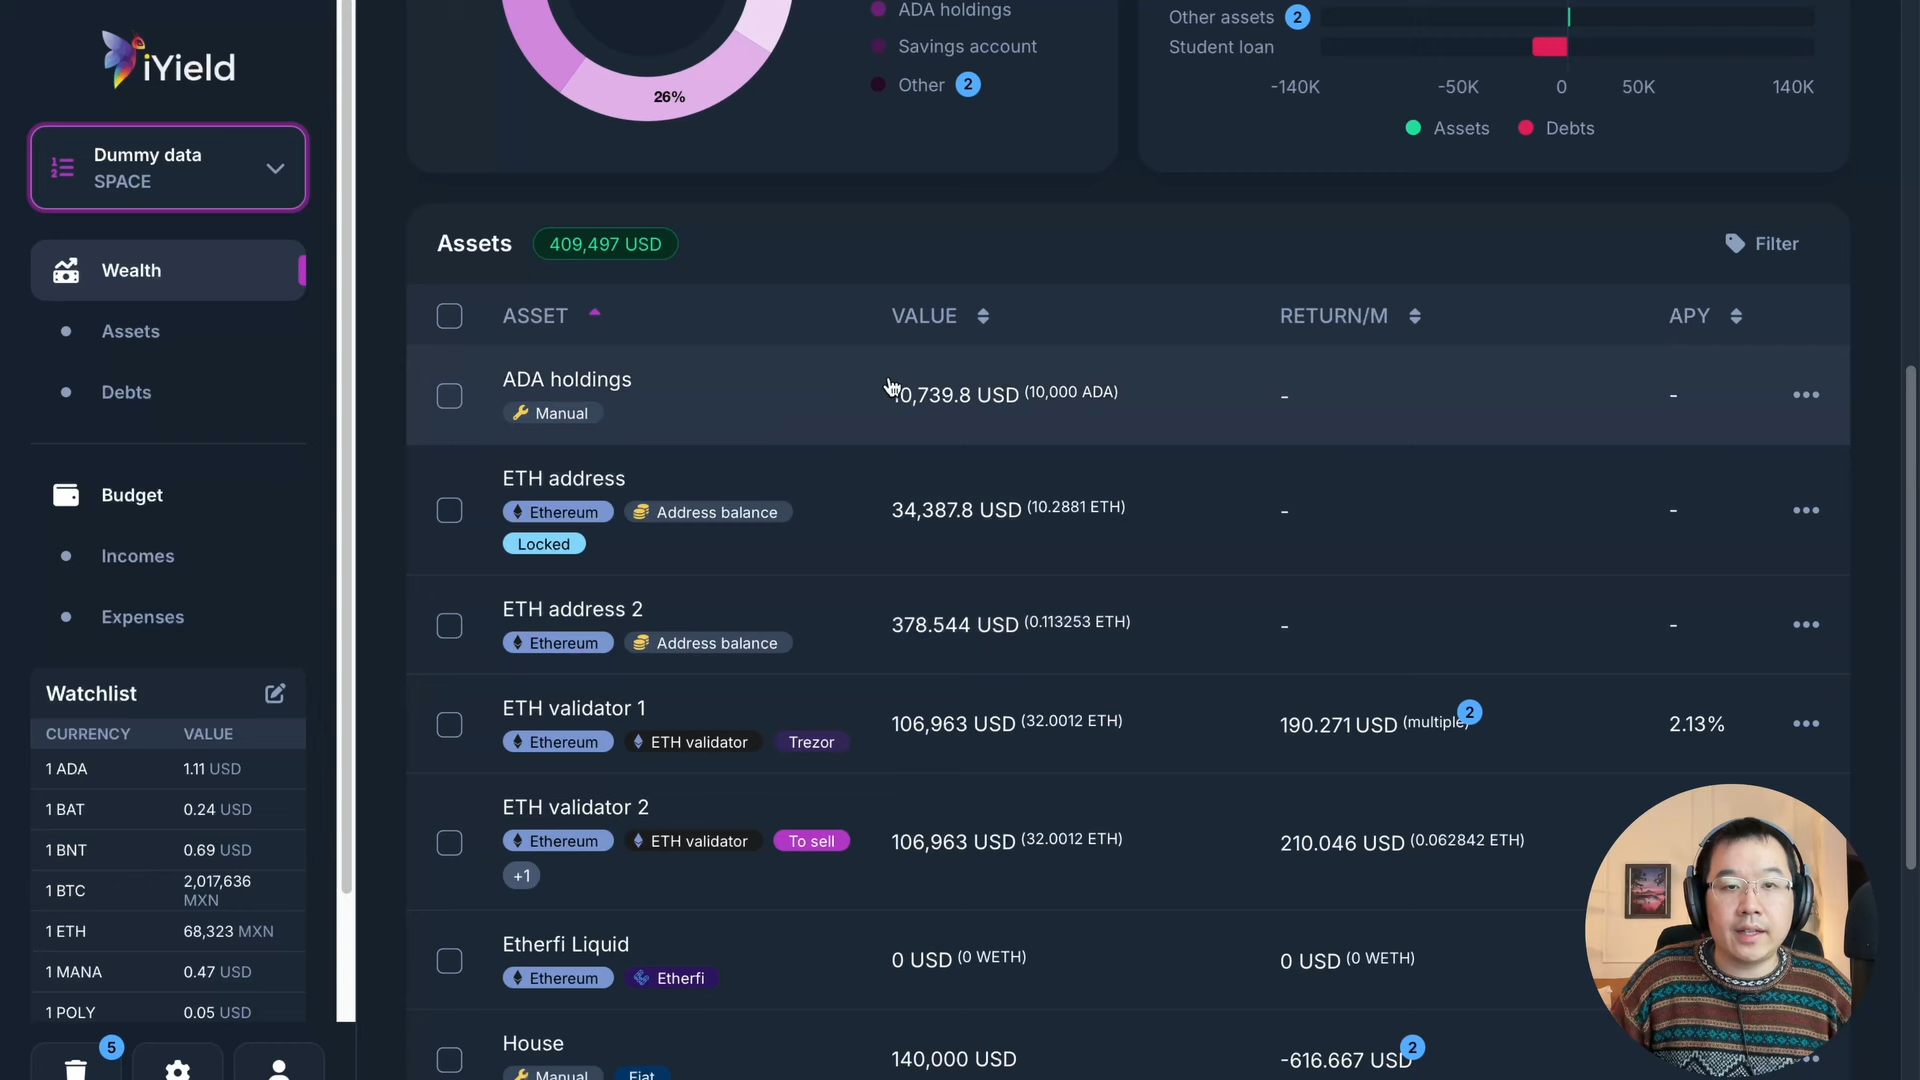 iYield
Dummy data
SPACE
Wealth
Assets
Debts
Budget
Incomes
Expenses
Watchlist
CURRENCY VALUE
1 ADA 1.11 USD
1 BAT 0.24 USD
1 BNT 0.69 USD
1 BTC 2,017,636 MXN
1 ETH 68,323 MXN
1 MANA 0.47 USD
1 POLY 0.05 USD
5
26%
ADA holdings
Savings account
Other 2
Other assets 2
Student loan
-140K -50K 0 50K 140K
Assets Debts
Assets 409,497 USD Filter
ASSET VALUE RETURN/M APY
ADA holdings
Manual
0,739.8 USD (10,000 ADA) - -
ETH address
Ethereum Address balance
Locked
34,387.8 USD (10.2881 ETH) - -
ETH address 2
Ethereum Address balance
378.544 USD (0.113253 ETH) - -
ETH validator 1
Ethereum ETH validator Trezor
106,963 USD (32.0012 ETH) 190.271 USD (multiple) 2 2.13%
ETH validator 2
Ethereum ETH validator To sell
+1
106,963 USD (32.0012 ETH) 210.046 USD (0.062842 ETH)
Etherfi Liquid
Ethereum Etherfi
0 USD (0 WETH) 0 USD (0 WETH)
House
Manual Fiat
140,000 USD -616.667 USD 2